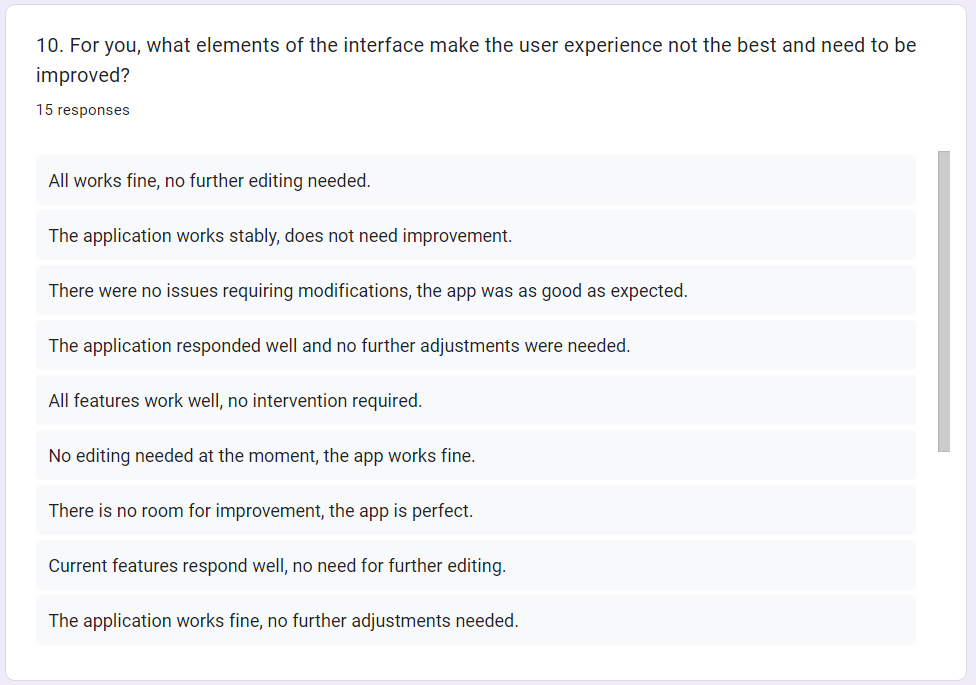 10. For you, what elements of the interface make the user experience not the best and need to be
improved?
15 responses
All works fine, no further editing needed.
The application works stably, does not need improvement.
There were no issues requiring modifications, the app was as good as expected.
The application responded well and no further adjustments were needed.
All features work well, no intervention required.
No editing needed at the moment, the app works fine.
There is no room for improvement, the app is perfect.
Current features respond well, no need for further editing.
The application works fine, no further adjustments needed.